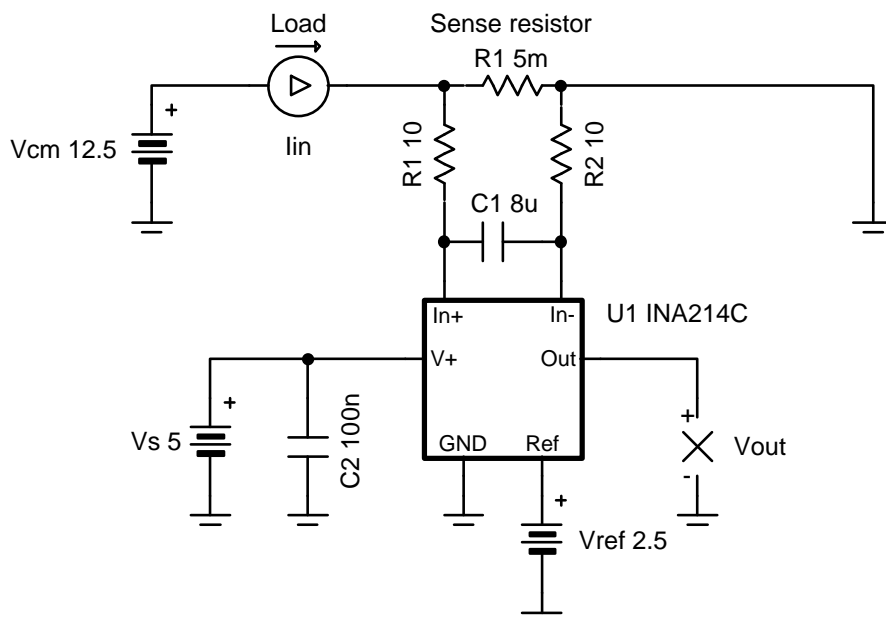 Load
Sense resistor
R1 5m
+
Vcm 12.5
Iin
R1 10
R2 10
C1 8u
In+
In-
U1 INA214C
V+
Out
+
Vs 5
C2 100n
GND
Ref
+
-
Vout
+
Vref 2.5